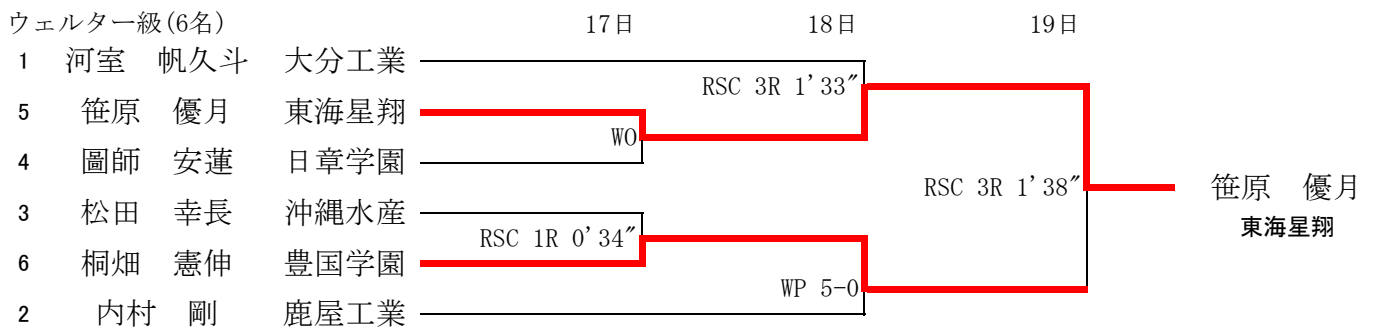 ウェルター級(6名) 17日 18日 19日
1 河室 帆久斗 大分工業
RSC 3R 1'33″
5 笹原 優月 東海星翔
WO
4 圖師 安蓮 日章学園
RSC 3R 1'38″ 笹原 優月
3 松田 幸長 沖縄水産
東海星翔
RSC 1R 0'34″
6 桐畑 憲伸 豊国学園
WP 5-0
2 内村 剛 鹿屋工業